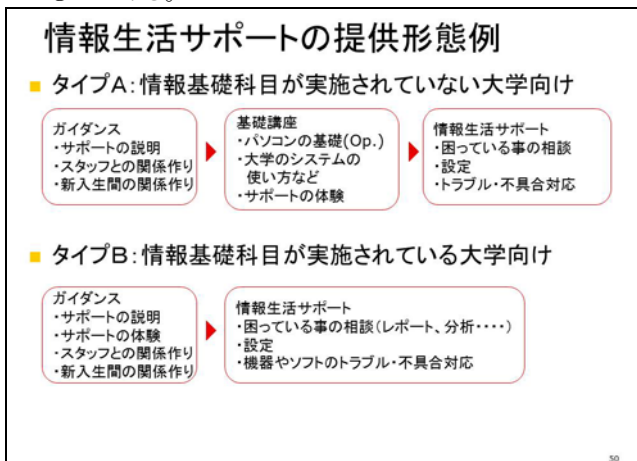 情報生活サポートの提供形態例
タイプA:情報基礎科目が実施されていない大学向け
ガイダンス
・サポートの説明
・スタッフとの関係作り
・新入生間の関係作り
基礎講座
・パソコンの基礎(Op.)
・大学のシステムの
使い方など
・サポートの体験
情報生活サポート
・困っている事の相談
・設定
・トラブル・不具合対応
タイプB:情報基礎科目が実施されている大学向け
ガイダンス
・サポートの説明
・サポートの体験
・スタッフとの関係作り
・新入生間の関係作り
情報生活サポート
・困っている事の相談(レポート、分析・・・・)
・設定
・機器やソフトのトラブル・不具合対応
50